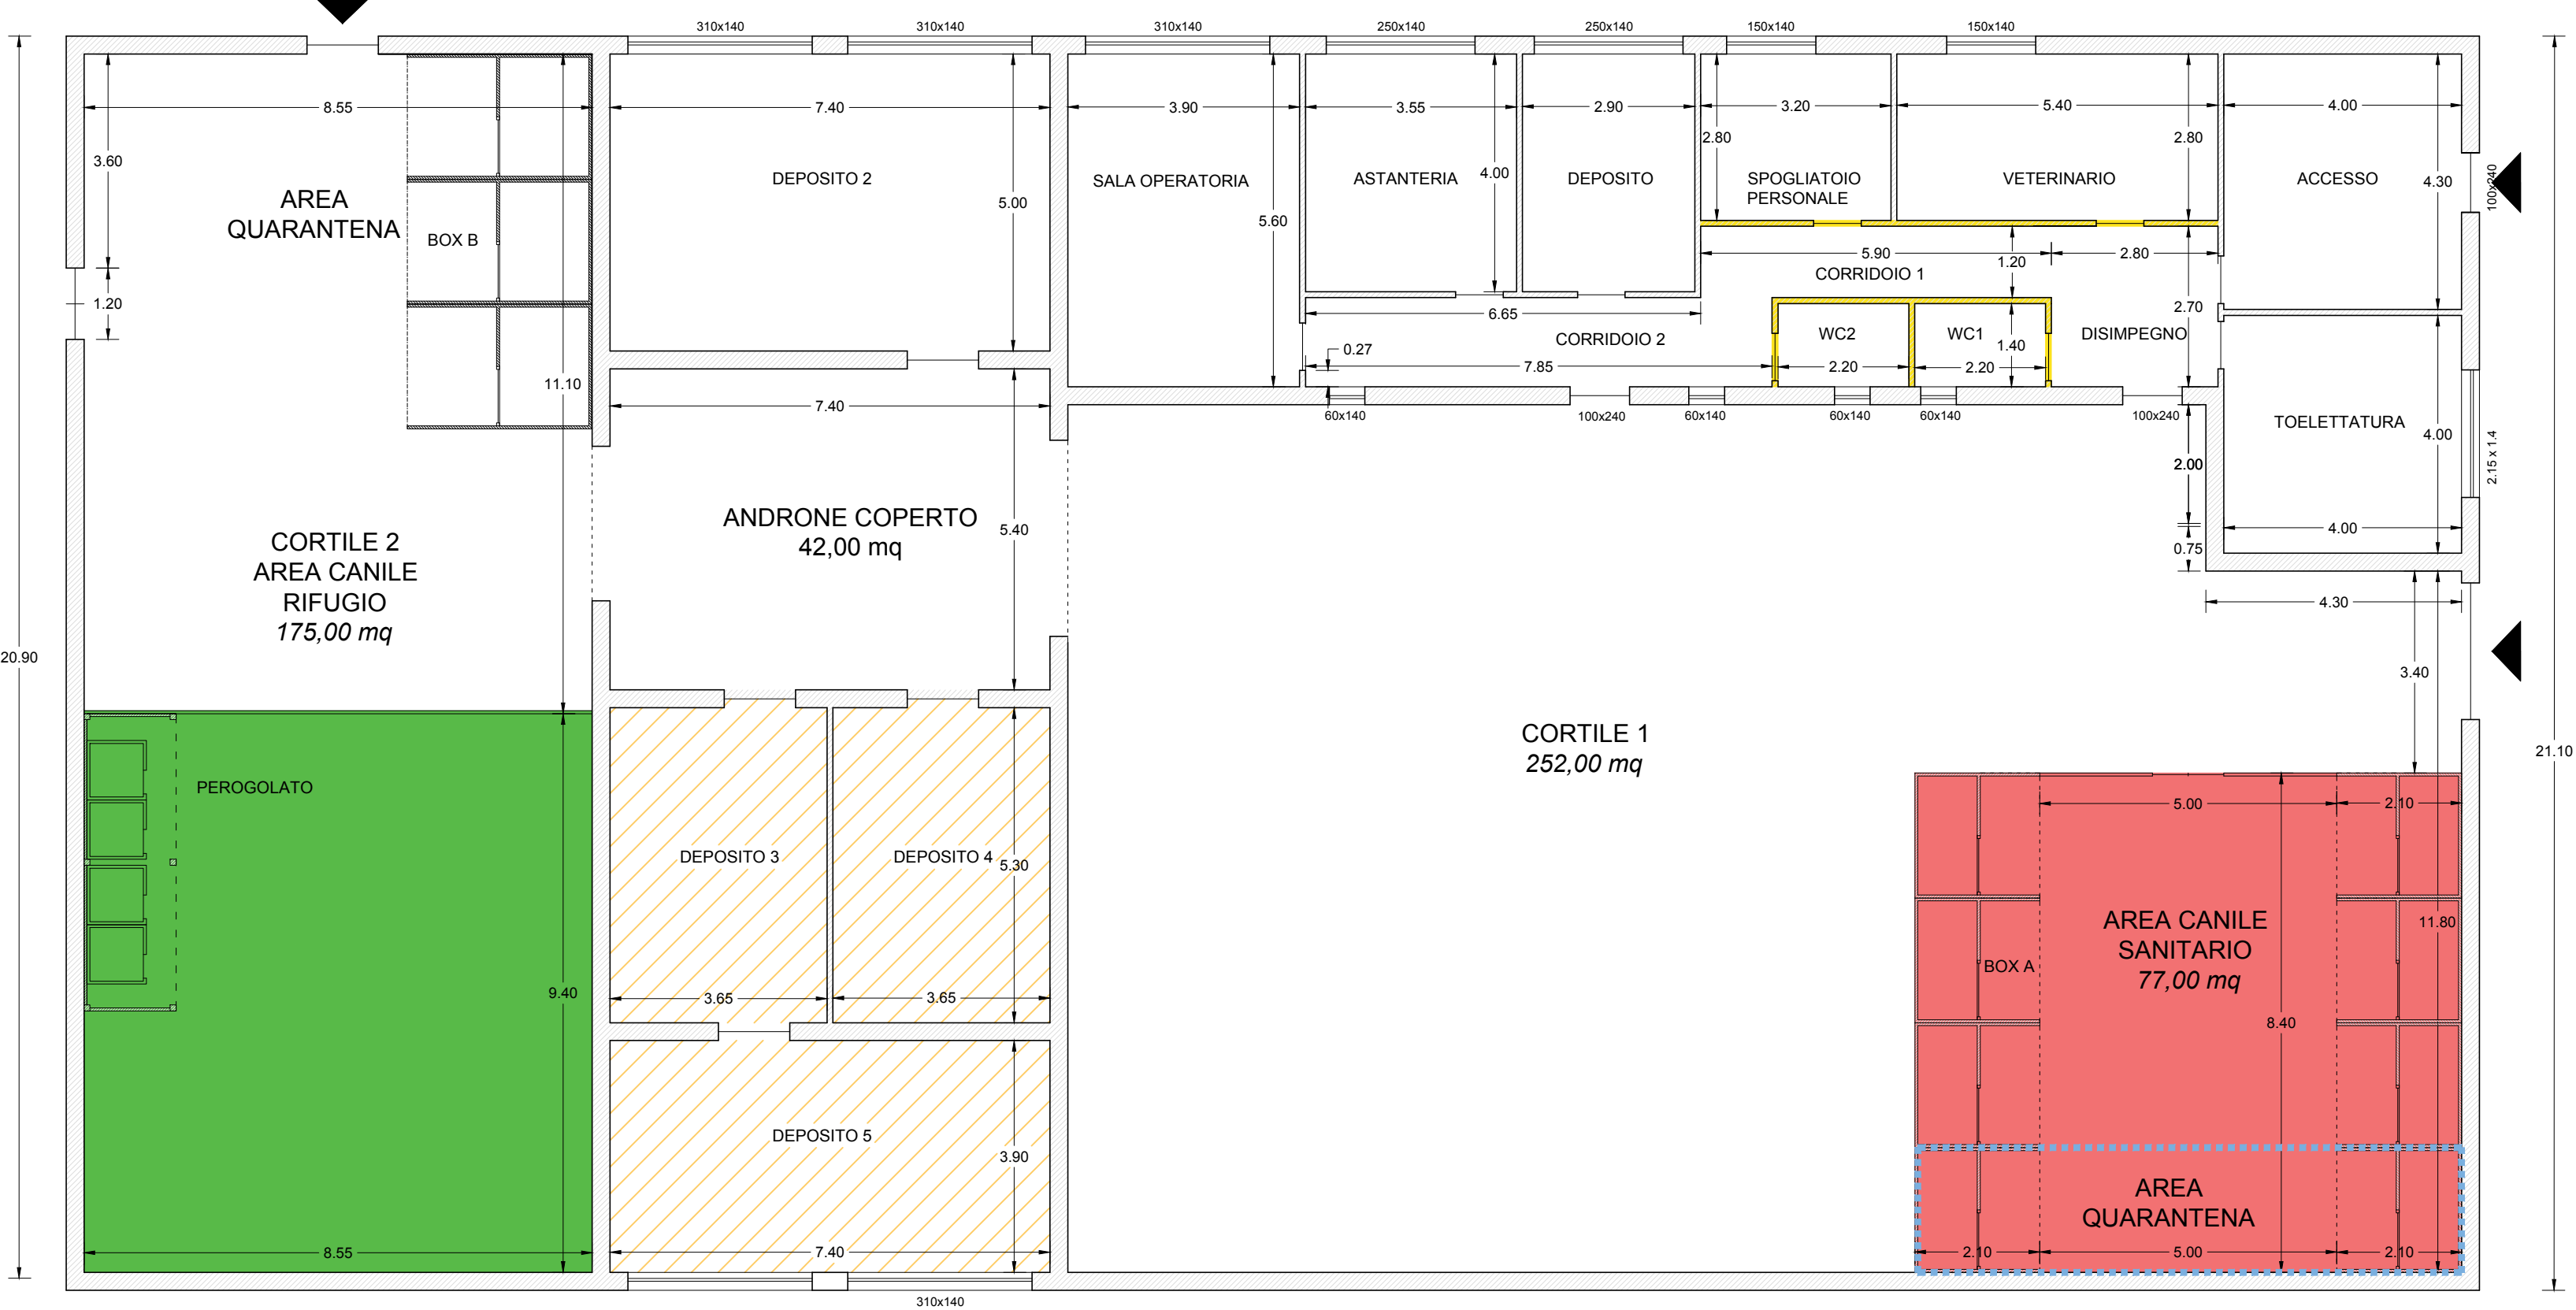 310x140
310x140
310x140
250x140
250x140
150x140
150x140
8.55
7.40
3.90
3.55
2.90
3.20
5.40
4.00
3.60
2.80
2.80
AREA
QUARANTENA
BOX B
DEPOSITO 2
5.00
SALA OPERATORIA
5.60
ASTANTERIA
4.00
DEPOSITO
SPOGLIATOIO
PERSONALE
VETERINARIO
ACCESSO
4.30
100x240
1.20
5.90
1.20
2.80
CORRIDOIO 1
2.70
6.65
CORRIDOIO 2
WC2
WC1
1.40
DISIMPEGNO
0.27
7.85
2.20
2.20
11.10
7.40
60x140
100x240
60x140
60x140
60x140
100x240
TOELETTATURA
4.00
2.15 x 1.4
2.00
4.00
0.75
4.30
ANDRONE COPERTO
42,00 mq
5.40
CORTILE 2
AREA CANILE
RIFUGIO
175,00 mq
20.90
3.40
CORTILE 1
252,00 mq
21.10
PEROGOLATO
5.00
2.10
DEPOSITO 3
DEPOSITO 4
5.30
AREA CANILE
SANITARIO
77,00 mq
BOX A
11.80
9.40
3.65
3.65
8.40
DEPOSITO 5
3.90
AREA
QUARANTENA
8.55
7.40
2.10
5.00
2.10
310x140